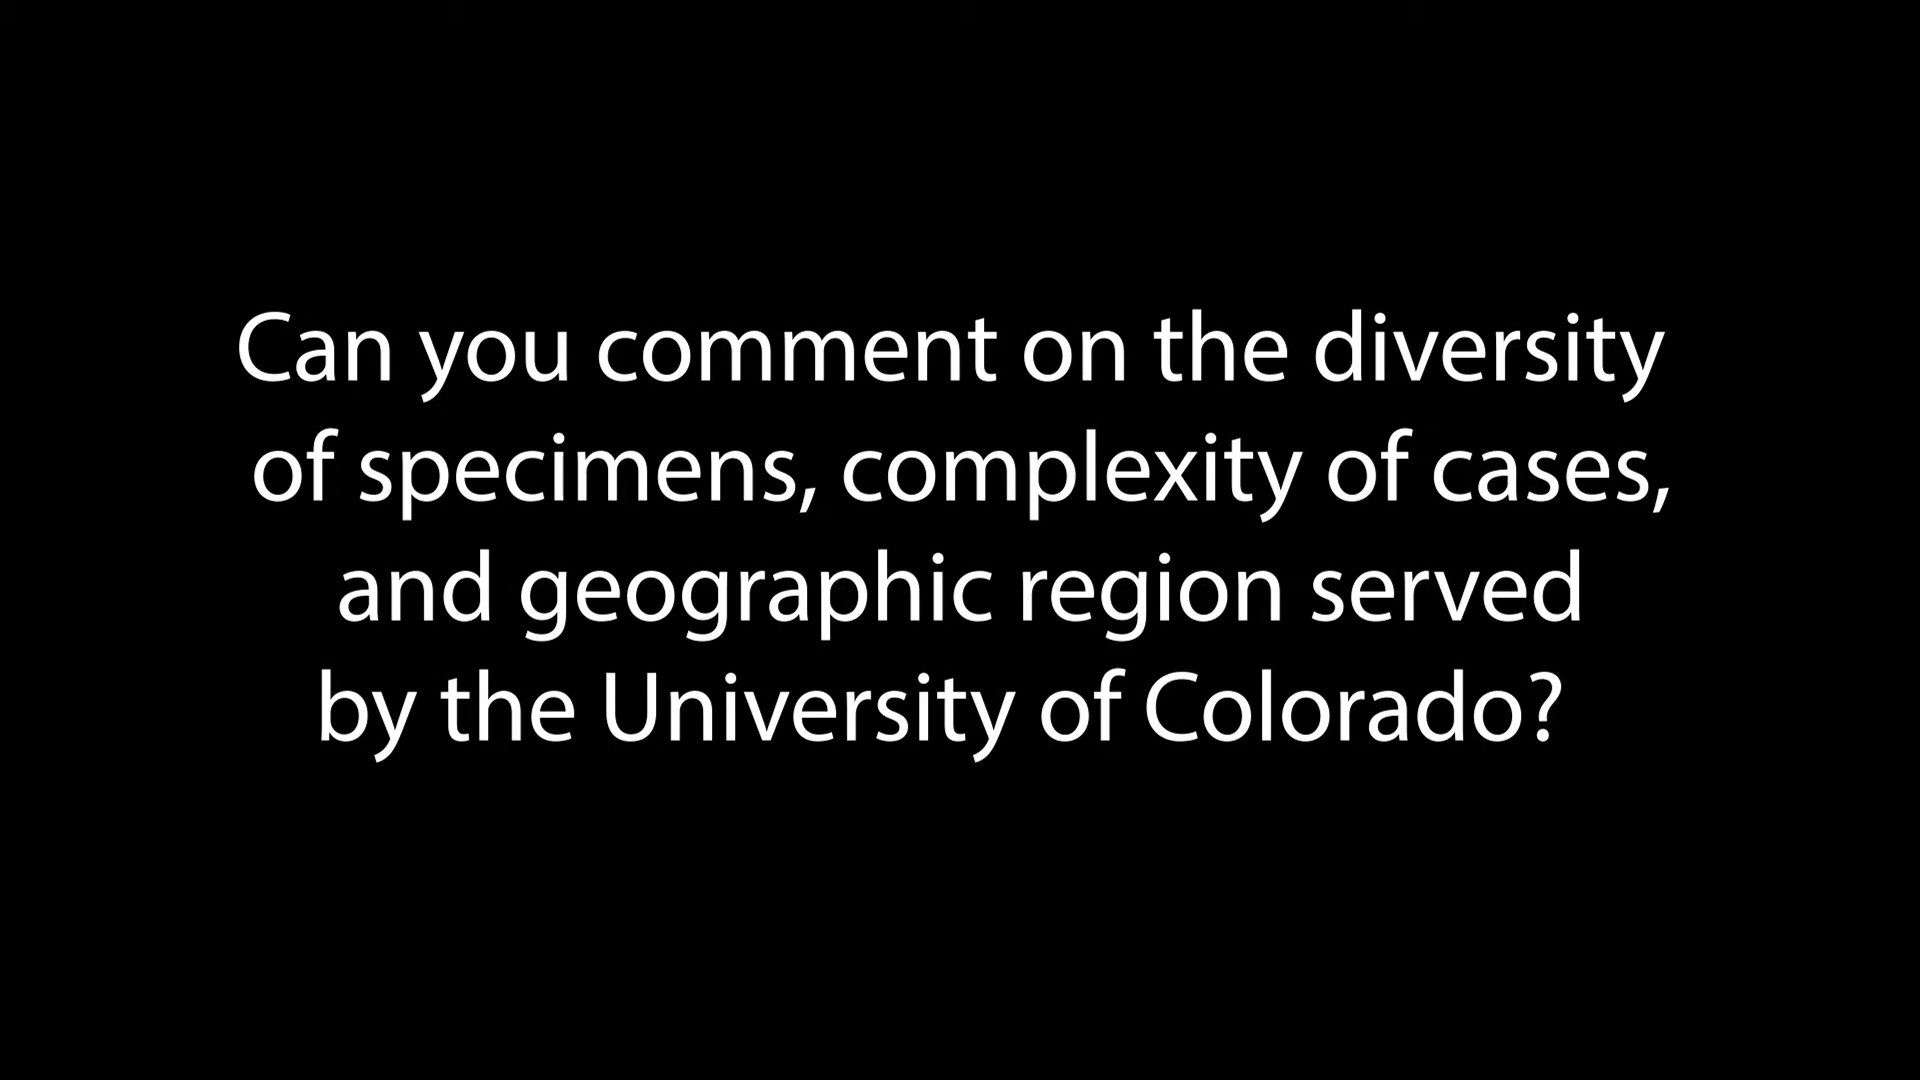 Can you comment on the diversity
of specimens, complexity of cases,
and geographic region served
by the University of Colorado?